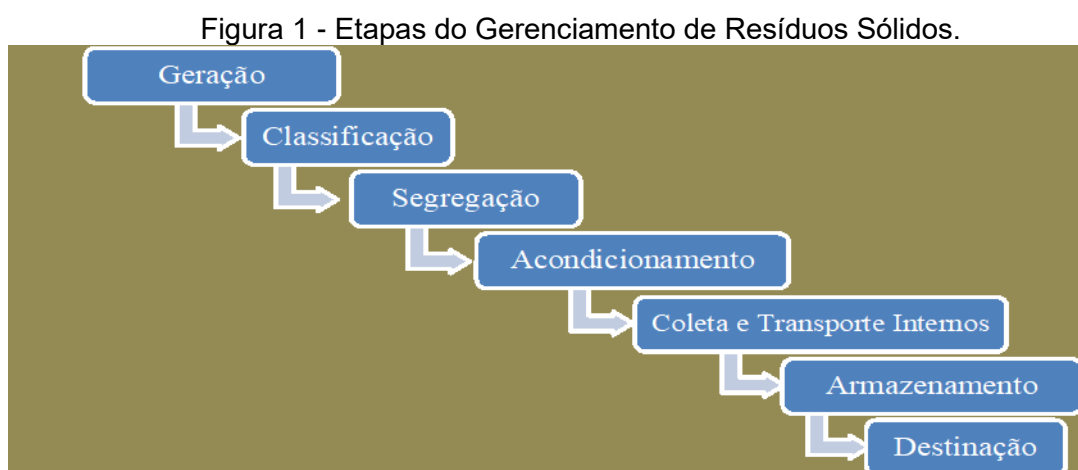 Figura 1 - Etapas do Gerenciamento de Resíduos Sólidos.
Geração
Classificação
Segregação
Acondicionamento
Coleta e Transporte Internos
Armazenamento
Destinação